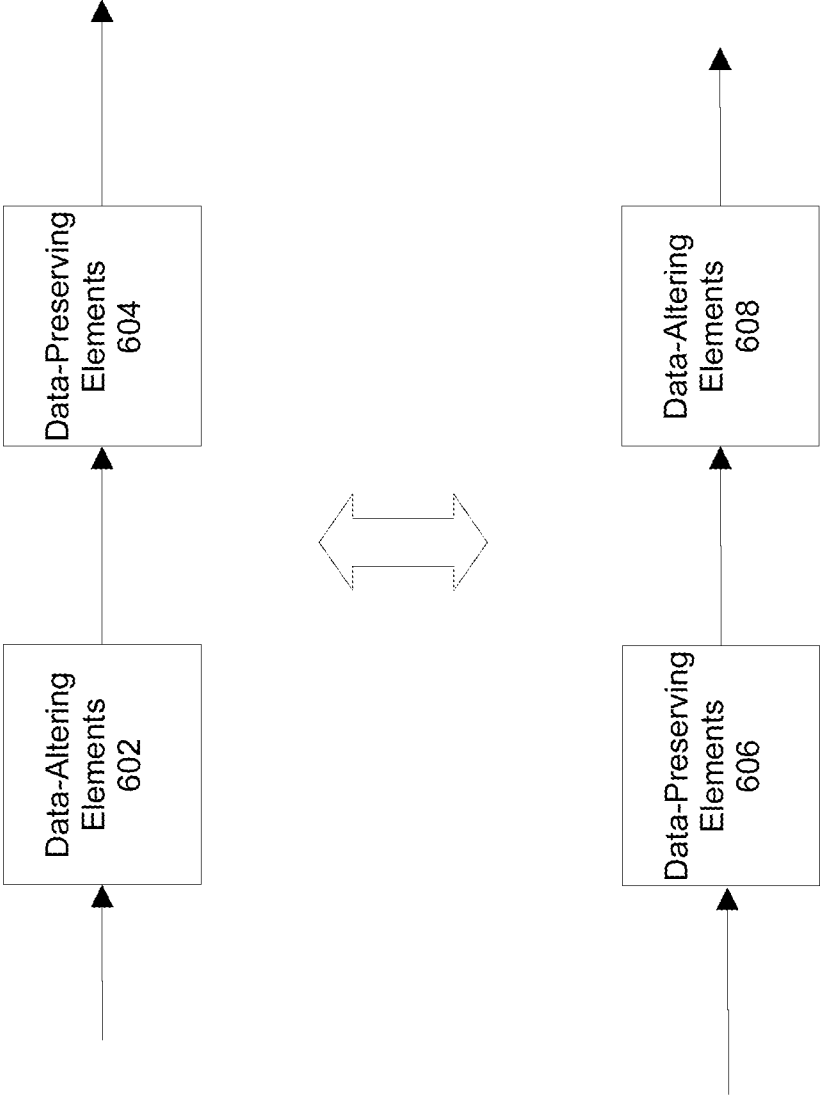 Data-Altering
Elements
602
Data-Preserving
Elements
604
Data-Preserving
Elements
606
Data-Altering
Elements
608